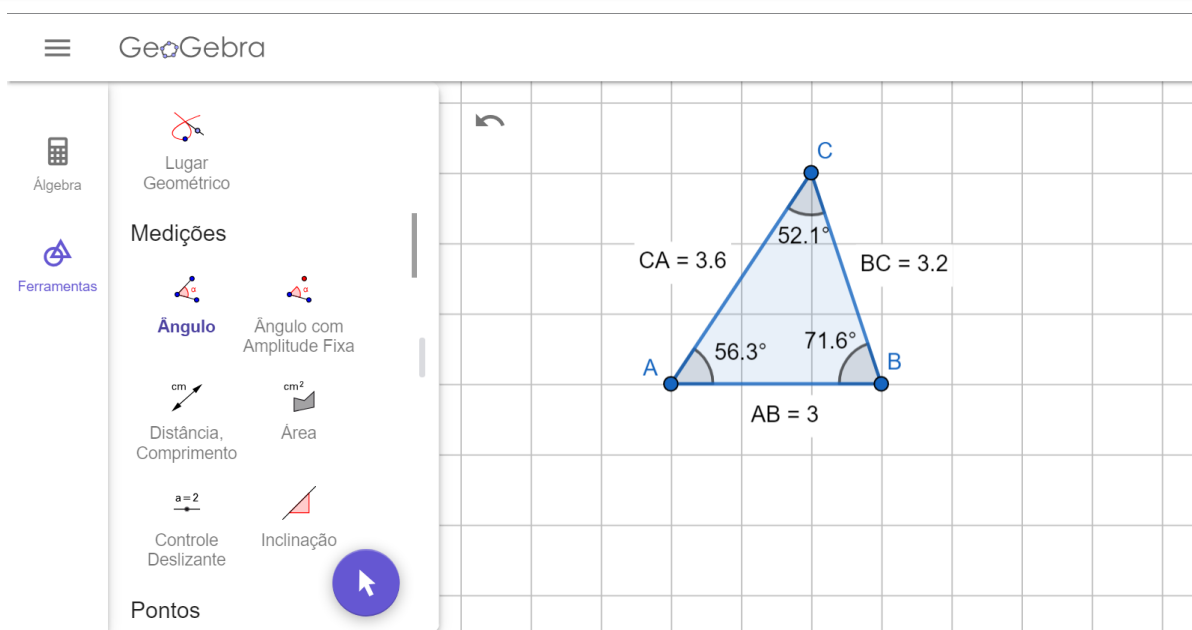 GeoGebra
Álgebra
Ferramentas
Lugar
Geométrico
Medições
α
α
Ângulo
Ângulo com
Amplitude Fixa
cm
cm²
Distância,
Comprimento
Área
a=2
Controle
Deslizante
Inclinação
Pontos
C
52.1°
CA = 3.6
BC = 3.2
56.3°
71.6°
A
B
AB = 3